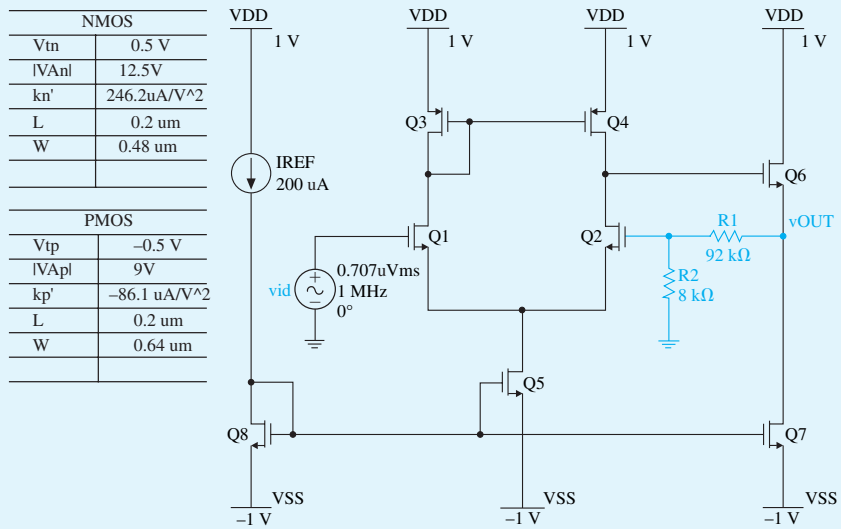 NMOS
Vtn 0.5 V
|VAn| 12.5V
kn' 246.2uA/V^2
L 0.2 um
W 0.48 um
PMOS
Vtp –0.5 V
|VAp| 9V
kp' –86.1 uA/V^2
L 0.2 um
W 0.64 um
VDD VDD VDD VDD
1 V 1 V 1 V 1 V
Q3 Q4
Q6
IREF
200 uA
Q1 Q2
R1 vOUT
92 kΩ
0.707uVms
vid 1 MHz
0°
R2
8 kΩ
Q5
Q8 Q7
VSS VSS VSS
–1 V –1 V –1 V